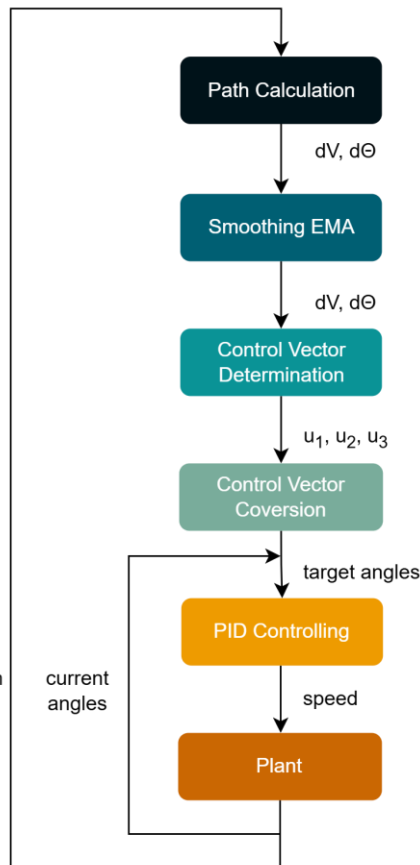 Path Calculation
dV, dΘ
Smoothing EMA
dV, dΘ
Control Vector
Determination
u₁, u₂, u₃
Control Vector
Coversion
target angles
PID Controlling
current
angles
speed
Plant